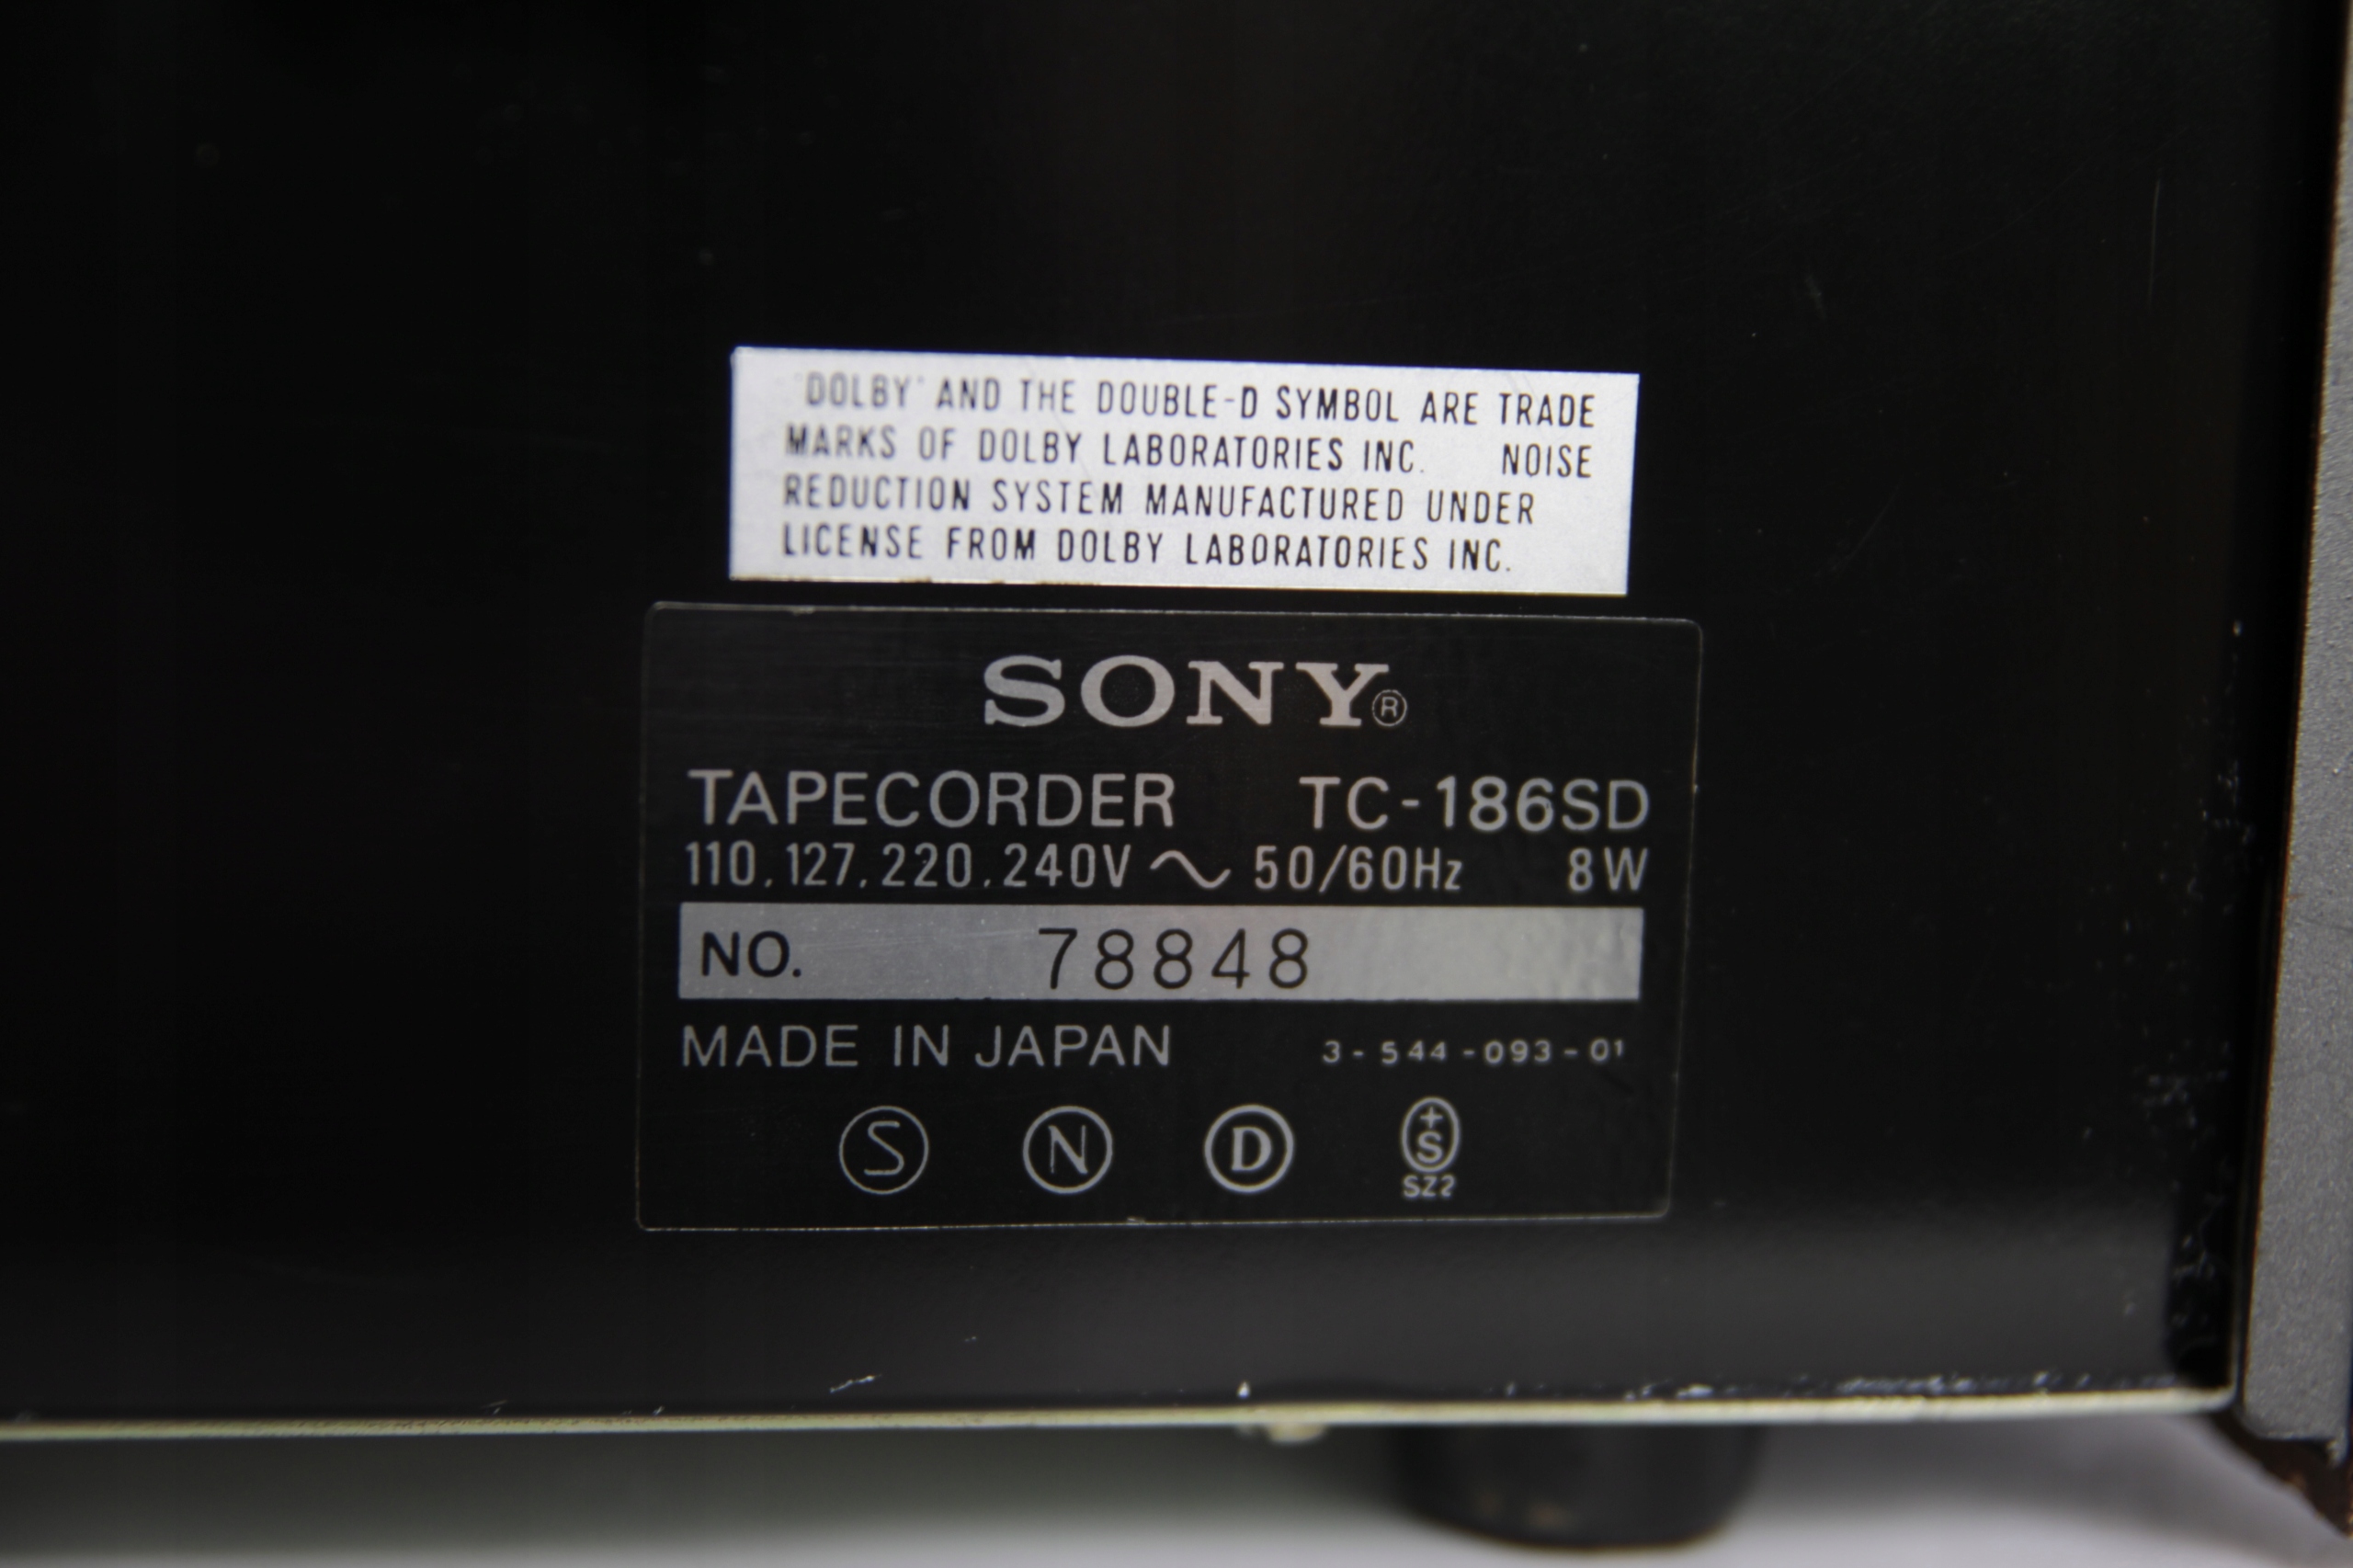 "DOLBY" AND THE DOUBLE-D SYMBOL ARE TRADE
MARKS OF DOLBY LABORATORIES INC. NOISE
REDUCTION SYSTEM MANUFACTURED UNDER
LICENSE FROM DOLBY LABORATORIES INC.
SONY®
TAPECORDER TC-186SD
110,127,220,240V ~ 50/60Hz 8W
NO. 78848
MADE IN JAPAN 3-544-093-01
S N D +S
SZ2